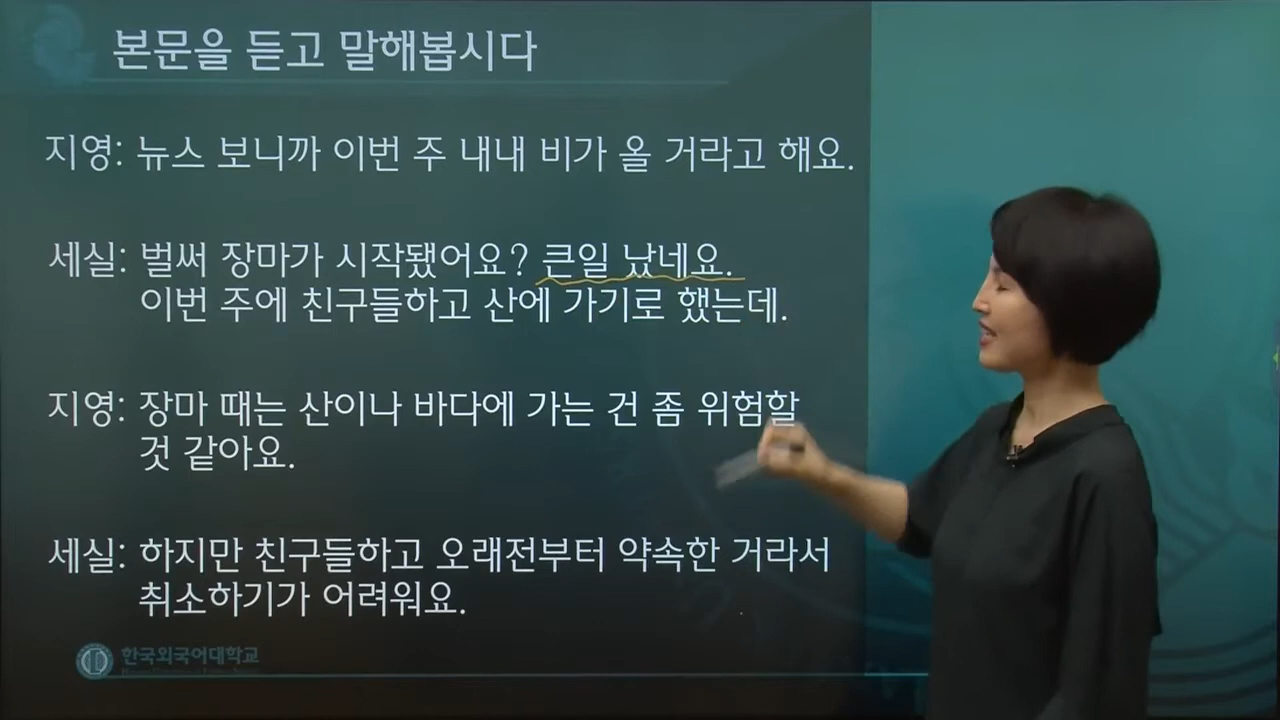 본문을 듣고 말해봅시다
지영: 뉴스 보니까 이번 주 내내 비가 올 거라고 해요.
세실: 벌써 장마가 시작됐어요? 큰일 났네요.
이번 주에 친구들하고 산에 가기로 했는데.
지영: 장마 때는 산이나 바다에 가는 건 좀 위험할
것 같아요.
세실: 하지만 친구들하고 오래전부터 약속한 거라서
취소하기가 어려워요.
한국외국어대학교